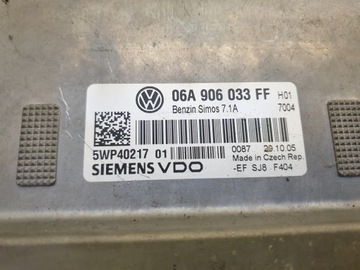 06A 906 033 FF H01
Benzin Simos 7.1A 7004
5WP40217 01 0087 29.10.05
Made in Czech Rep.
SIEMENS VDO -EF SJ8 F404